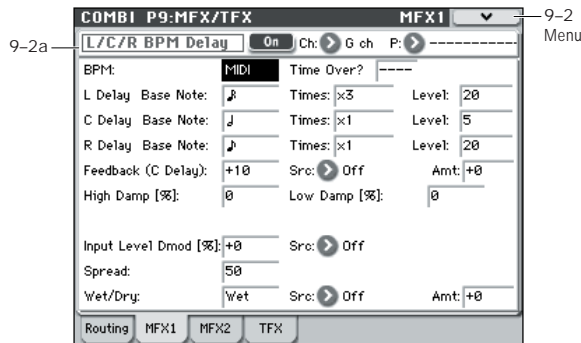 COMBI P9:MFX/TFX MFX1
9–2
Menu
9–2a
L/C/R BPM Delay On Ch: G ch P: ------------
BPM: MIDI Time Over? ----
L Delay Base Note: Times: ×3 Level: 20
C Delay Base Note: Times: ×1 Level: 5
R Delay Base Note: Times: ×1 Level: 20
Feedback (C Delay): +10 Src: Off Amt: +0
High Damp [%]: 0 Low Damp [%]: 0
Input Level Dmod [%]: +0 Src: Off
Spread: 50
Wet/Dry: Wet Src: Off Amt: +0
Routing MFX1 MFX2 TFX